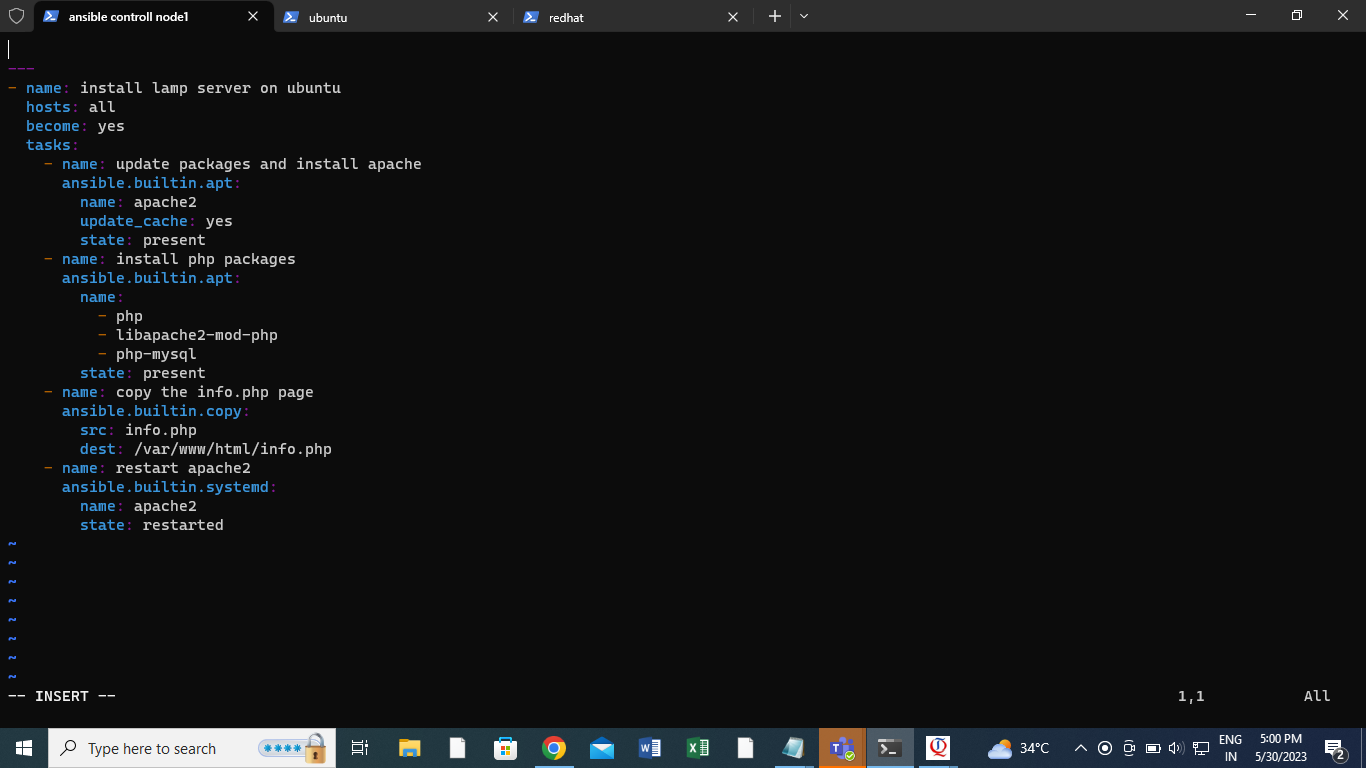 ansible controll node1
ubuntu
redhat
---
- name: install lamp server on ubuntu
  hosts: all
  become: yes
  tasks:
    - name: update packages and install apache
      ansible.builtin.apt:
        name: apache2
        update_cache: yes
        state: present
    - name: install php packages
      ansible.builtin.apt:
        name:
          - php
          - libapache2-mod-php
          - php-mysql
        state: present
    - name: copy the info.php page
      ansible.builtin.copy:
        src: info.php
        dest: /var/www/html/info.php
    - name: restart apache2
      ansible.builtin.systemd:
        name: apache2
        state: restarted
~
~
~
~
~
~
~
~
-- INSERT -- 1,1 All
Type here to search
34°C
ENG
IN
5:00 PM
5/30/2023
2